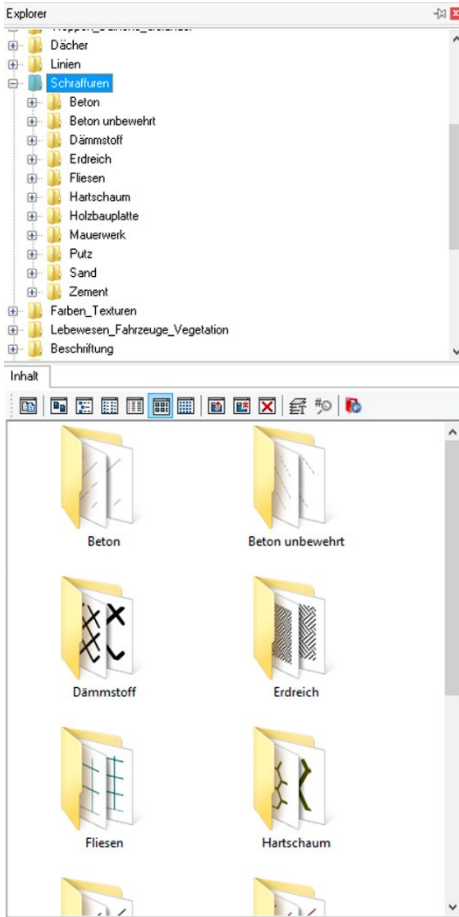 Explorer
Dächer
Linien
Schraffuren
Beton
Beton unbewehrt
Dämmstoff
Erdreich
Fliesen
Hartschaum
Holzbauplatte
Mauerwerk
Putz
Sand
Zement
Farben_Texturen
Lebewesen_Fahrzeuge_Vegetation
Beschriftung
Inhalt
Beton
Beton unbewehrt
Dämmstoff
Erdreich
Fliesen
Hartschaum